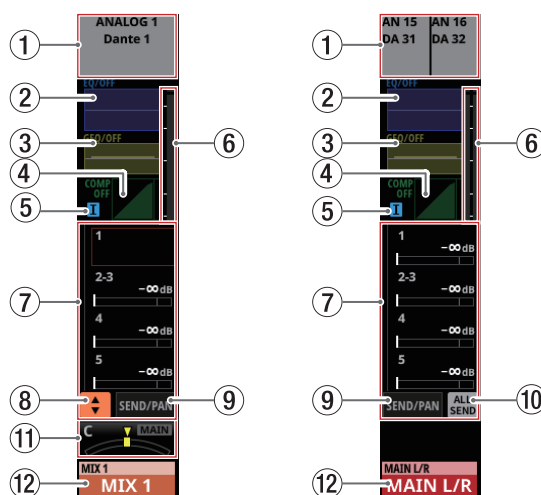 ANALOG 1
Dante 1
1
EQ/OFF
2
GEQ/OFF
3
4
COMP
OFF
5
I
6
1
2-3
-∞ dB
4
-∞ dB
5
-∞ dB
7
8
SEND/PAN
9
11
C
MAIN
MIX 1
12
MIX 1
AN 15 AN 16
DA 31 DA 32
1
EQ/OFF
2
GEQ/OFF
3
4
COMP
OFF
5
I
6
1
-∞ dB
2-3
-∞ dB
4
-∞ dB
5
-∞ dB
7
9
SEND/PAN
ALL
SEND
10
MAIN L/R
12
MAIN L/R